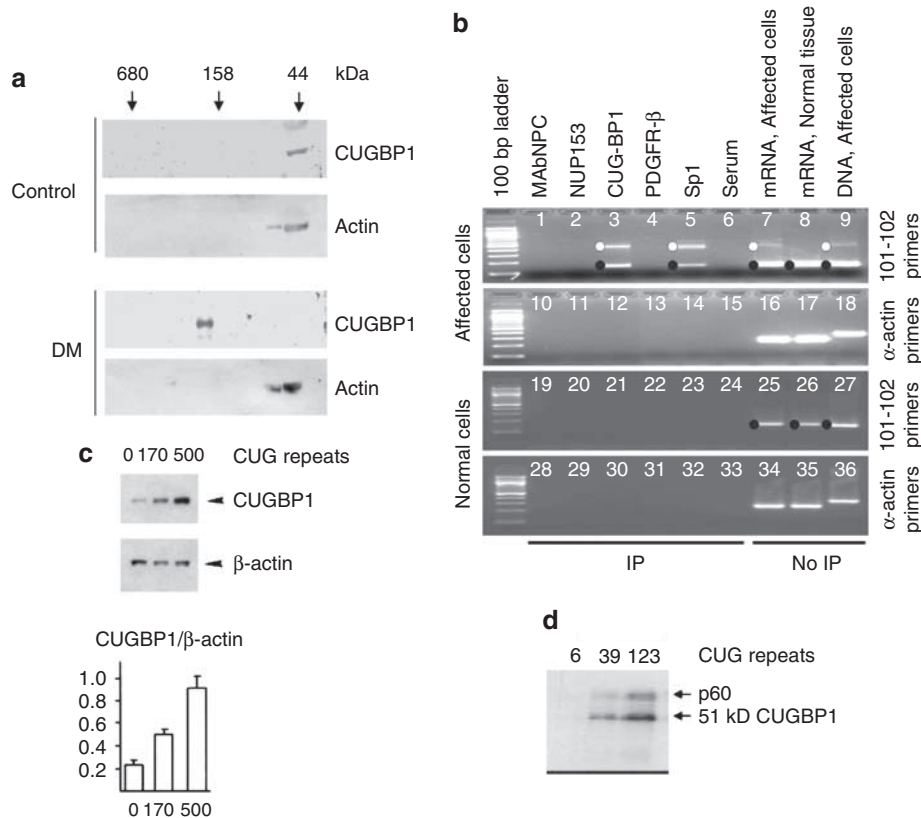 a
680 158 44 kDa
Control
CUGBP1
Actin
DM
CUGBP1
Actin
b
100 bp ladder
MAbNPC
NUP153
CUG-BP1
PDGFR-β
Sp1
Serum
mRNA, Affected cells
mRNA, Normal tissue
DNA, Affected cells
Affected cells
1 2 3 4 5 6 7 8 9
101-102 primers
10 11 12 13 14 15 16 17 18
α-actin primers
Normal cells
19 20 21 22 23 24 25 26 27
101-102 primers
28 29 30 31 32 33 34 35 36
α-actin primers
IP No IP
c
0 170 500 CUG repeats
CUGBP1
β-actin
CUGBP1/β-actin
1.0
0.8
0.6
0.4
0.2
0 170 500
d
6 39 123 CUG repeats
p60
51 kD CUGBP1